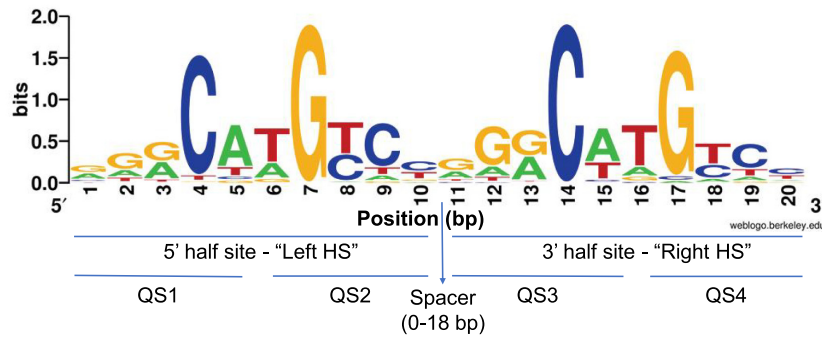 2.0
1.5
1.0
0.5
0.0
bits
G G G C A T G T C C G G G C A T G T C C
1 2 3 4 5 6 7 8 9 10 11 12 13 14 15 16 17 18 19 20
5′ 3
Position (bp)
weblogo.berkeley.edu
5’ half site - “Left HS” 3’ half site - “Right HS”
QS1 QS2 Spacer QS3 QS4
(0-18 bp)